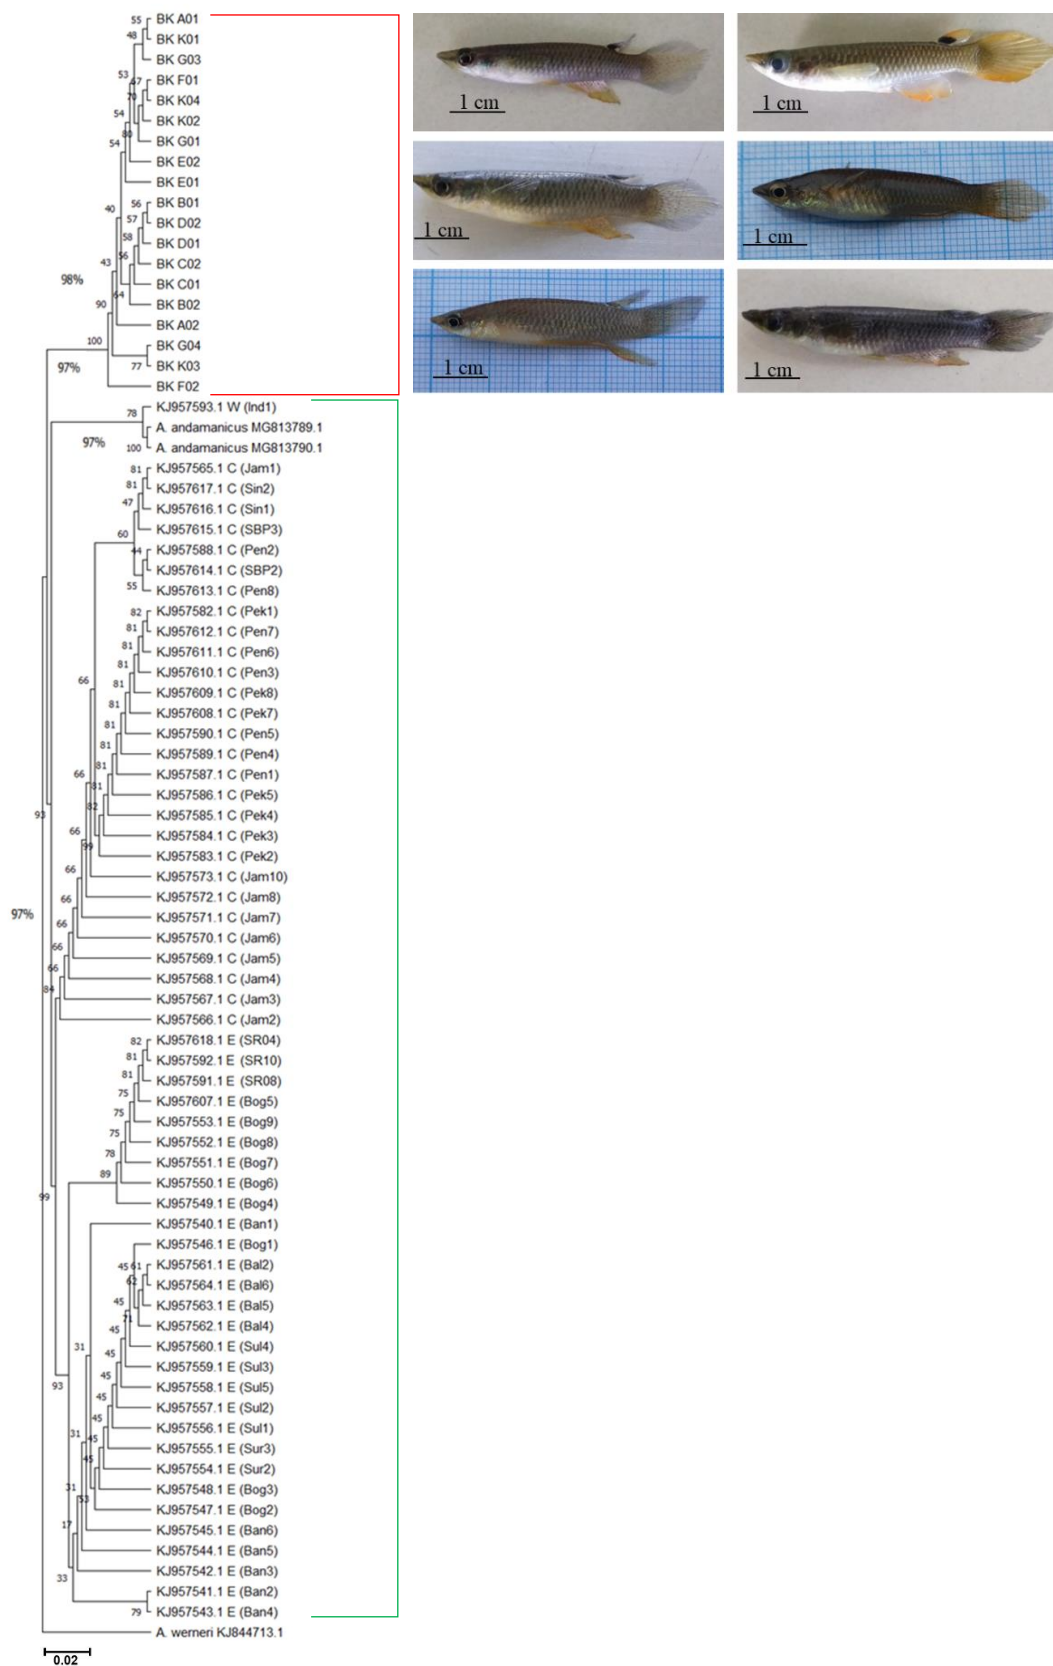 BK A01
BK K01
BK G03
BK F01
BK K04
BK K02
BK G01
BK E02
BK E01
BK B01
BK D02
BK D01
BK C02
BK C01
BK B02
BK A02
BK G04
BK K03
BK F02
KJ957593.1 W (Ind1)
A. andamanicus MG813789.1
A. andamanicus MG813790.1
KJ957565.1 C (Jam1)
KJ957617.1 C (Sin2)
KJ957616.1 C (Sin1)
KJ957615.1 C (SBP3)
KJ957588.1 C (Pen2)
KJ957614.1 C (SBP2)
KJ957613.1 C (Pen8)
KJ957582.1 C (Pek1)
KJ957612.1 C (Pen7)
KJ957611.1 C (Pen6)
KJ957610.1 C (Pen3)
KJ957609.1 C (Pek8)
KJ957608.1 C (Pek7)
KJ957590.1 C (Pen5)
KJ957589.1 C (Pen4)
KJ957587.1 C (Pen1)
KJ957586.1 C (Pek5)
KJ957585.1 C (Pek4)
KJ957584.1 C (Pek3)
KJ957583.1 C (Pek2)
KJ957573.1 C (Jam10)
KJ957572.1 C (Jam8)
KJ957571.1 C (Jam7)
KJ957570.1 C (Jam6)
KJ957569.1 C (Jam5)
KJ957568.1 C (Jam4)
KJ957567.1 C (Jam3)
KJ957566.1 C (Jam2)
KJ957618.1 E (SR04)
KJ957592.1 E (SR10)
KJ957591.1 E (SR08)
KJ957607.1 E (Bog5)
KJ957553.1 E (Bog9)
KJ957552.1 E (Bog8)
KJ957551.1 E (Bog7)
KJ957550.1 E (Bog6)
KJ957549.1 E (Bog4)
KJ957540.1 E (Ban1)
KJ957546.1 E (Bog1)
KJ957561.1 E (Bal2)
KJ957564.1 E (Bal6)
KJ957563.1 E (Bal5)
KJ957562.1 E (Bal4)
KJ957560.1 E (Sul4)
KJ957559.1 E (Sul3)
KJ957558.1 E (Sul5)
KJ957557.1 E (Sul2)
KJ957556.1 E (Sul1)
KJ957555.1 E (Sur3)
KJ957554.1 E (Sur2)
KJ957548.1 E (Bog3)
KJ957547.1 E (Bog2)
KJ957545.1 E (Ban6)
KJ957544.1 E (Ban5)
KJ957542.1 E (Ban3)
KJ957541.1 E (Ban2)
KJ957543.1 E (Ban4)
A. werneri KJ844713.1
55
48
53
70
54
80
54
56
57
58
56
64
40
43
90
98%
100
97%
77
78
97%
100
81
81
47
60
44
55
82
81
81
81
81
81
81
81
81
81
82
99
66
66
66
66
66
66
66
66
84
93
97%
99
82
81
81
75
75
75
78
89
45
61
62
71
45
45
45
45
45
45
45
53
31
31
31
17
33
93
79
0.02
1 cm
1 cm
1 cm
1 cm
1 cm
1 cm